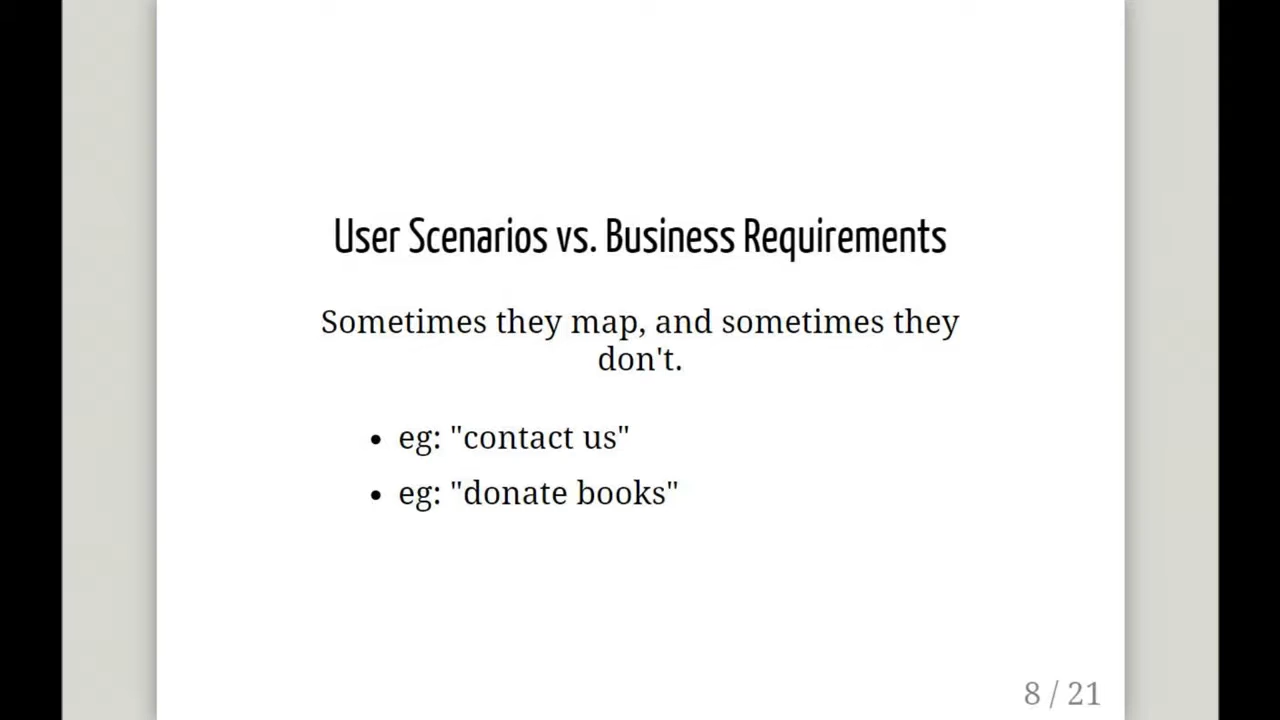 User Scenarios vs. Business Requirements
Sometimes they map, and sometimes they
don't.
• eg: "contact us"
• eg: "donate books"
8 / 21